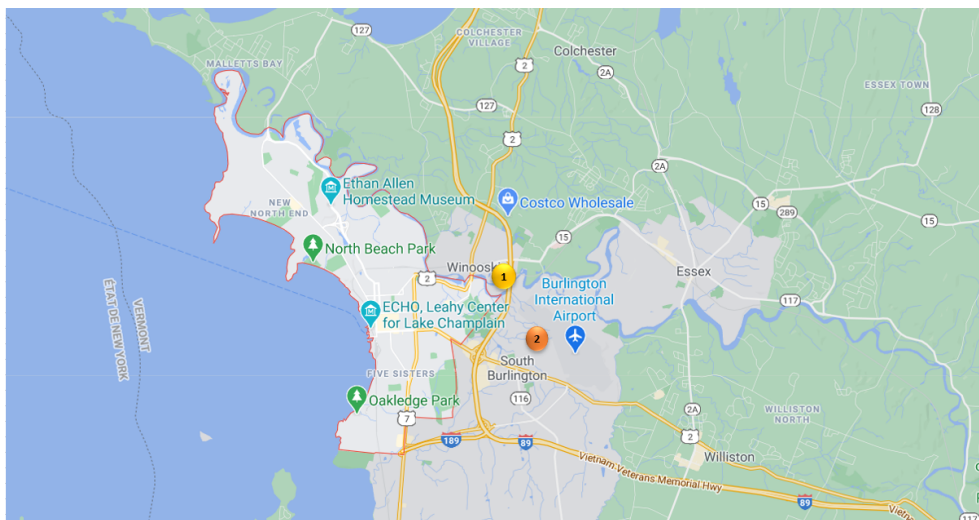 127
COLCHESTER
VILLAGE
Colchester
MALLETTS BAY
2
2A
ESSEX TOWN
127
128
2
2A
Ethan Allen
Homestead Museum
NEW
NORTH END
Costco Wholesale
15
289
15
North Beach Park
15
2
Winoosk
1
Essex
Burlington
International
Airport
117
ÉTAT DE NEW YORK
VERMONT
ECHO, Leahy Center
for Lake Champlain
2
South
Burlington
FIVE SISTERS
116
Oakledge Park
7
2A
WILLISTON
NORTH
189
89
2
Williston
Vietnam Veterans Memorial Hwy
89
117